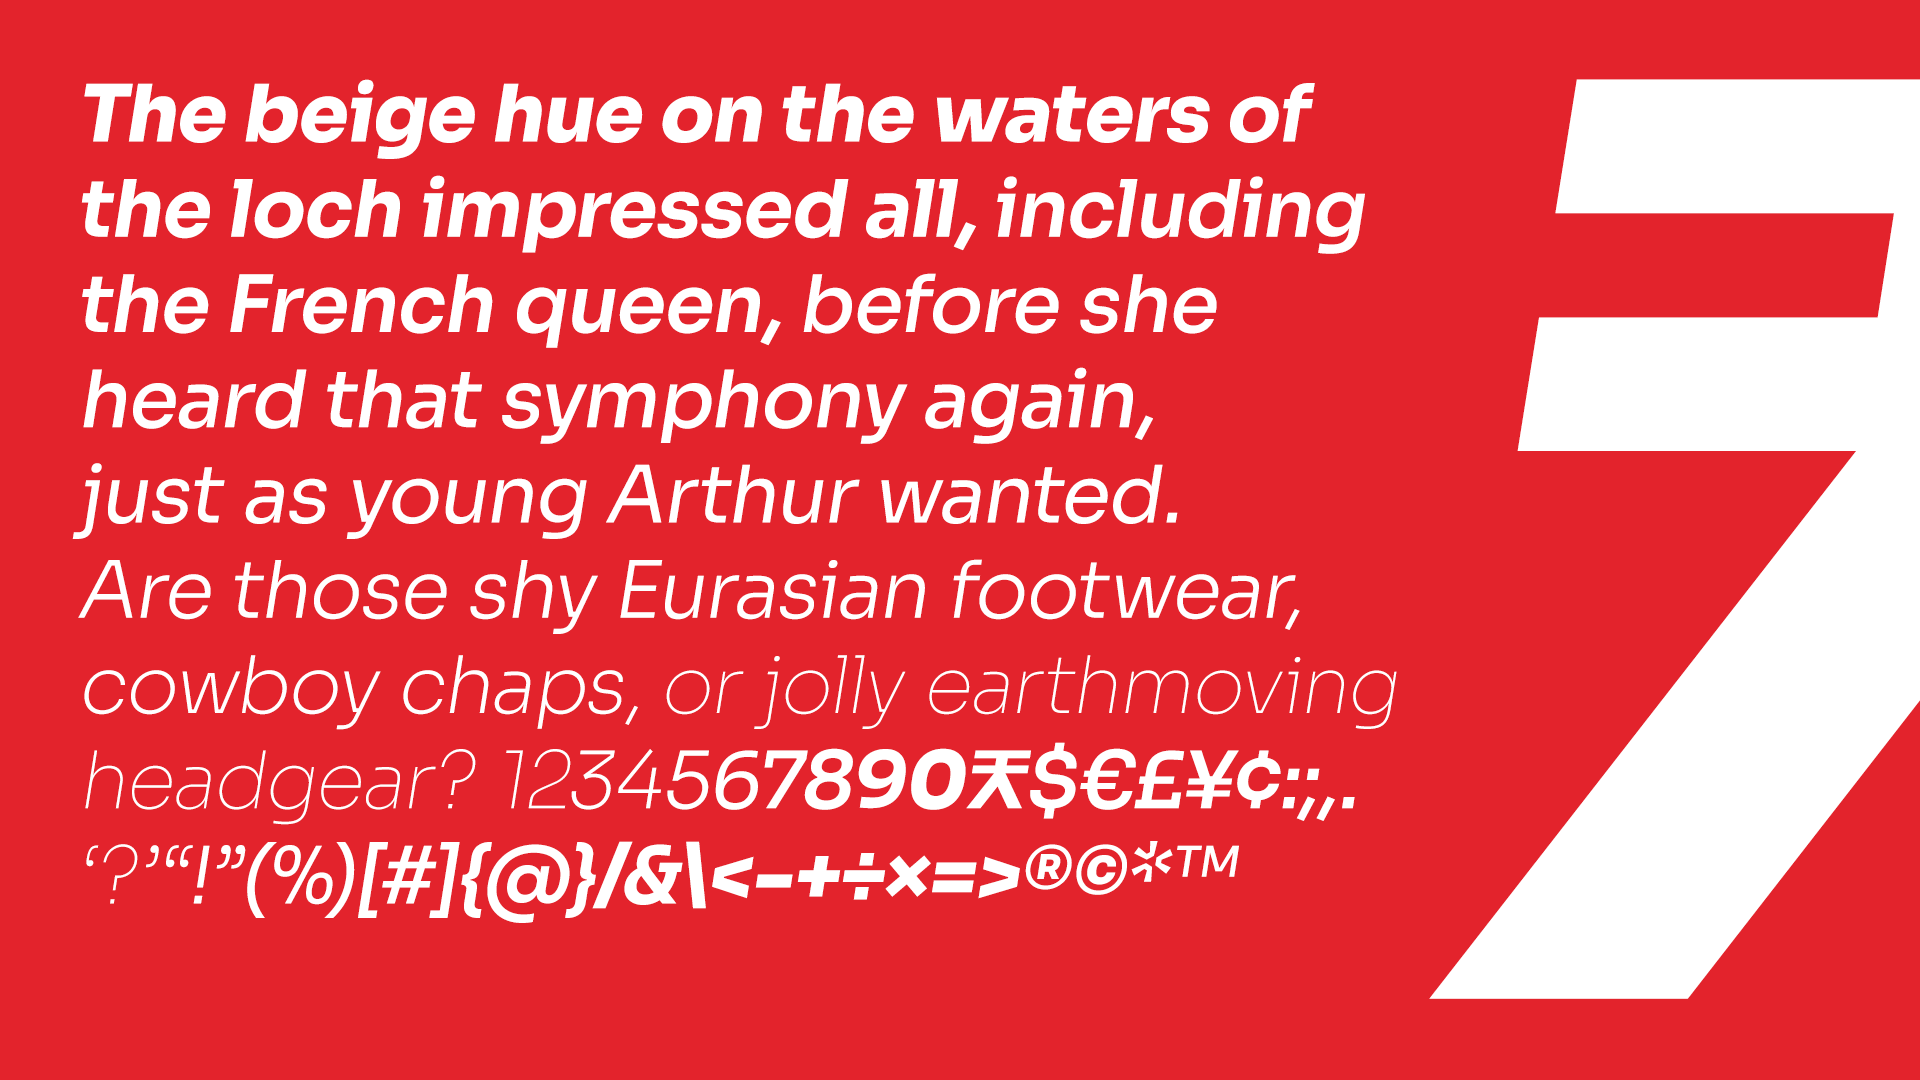 The beige hue on the waters of
the loch impressed all, including
the French queen, before she
heard that symphony again,
just as young Arthur wanted.
Are those shy Eurasian footwear,
cowboy chaps, or jolly earthmoving
headgear? 1234567890$€£¥¢:;,.
‘?’“!”(%)[#]{@}/&\<-+÷×=>®©*™